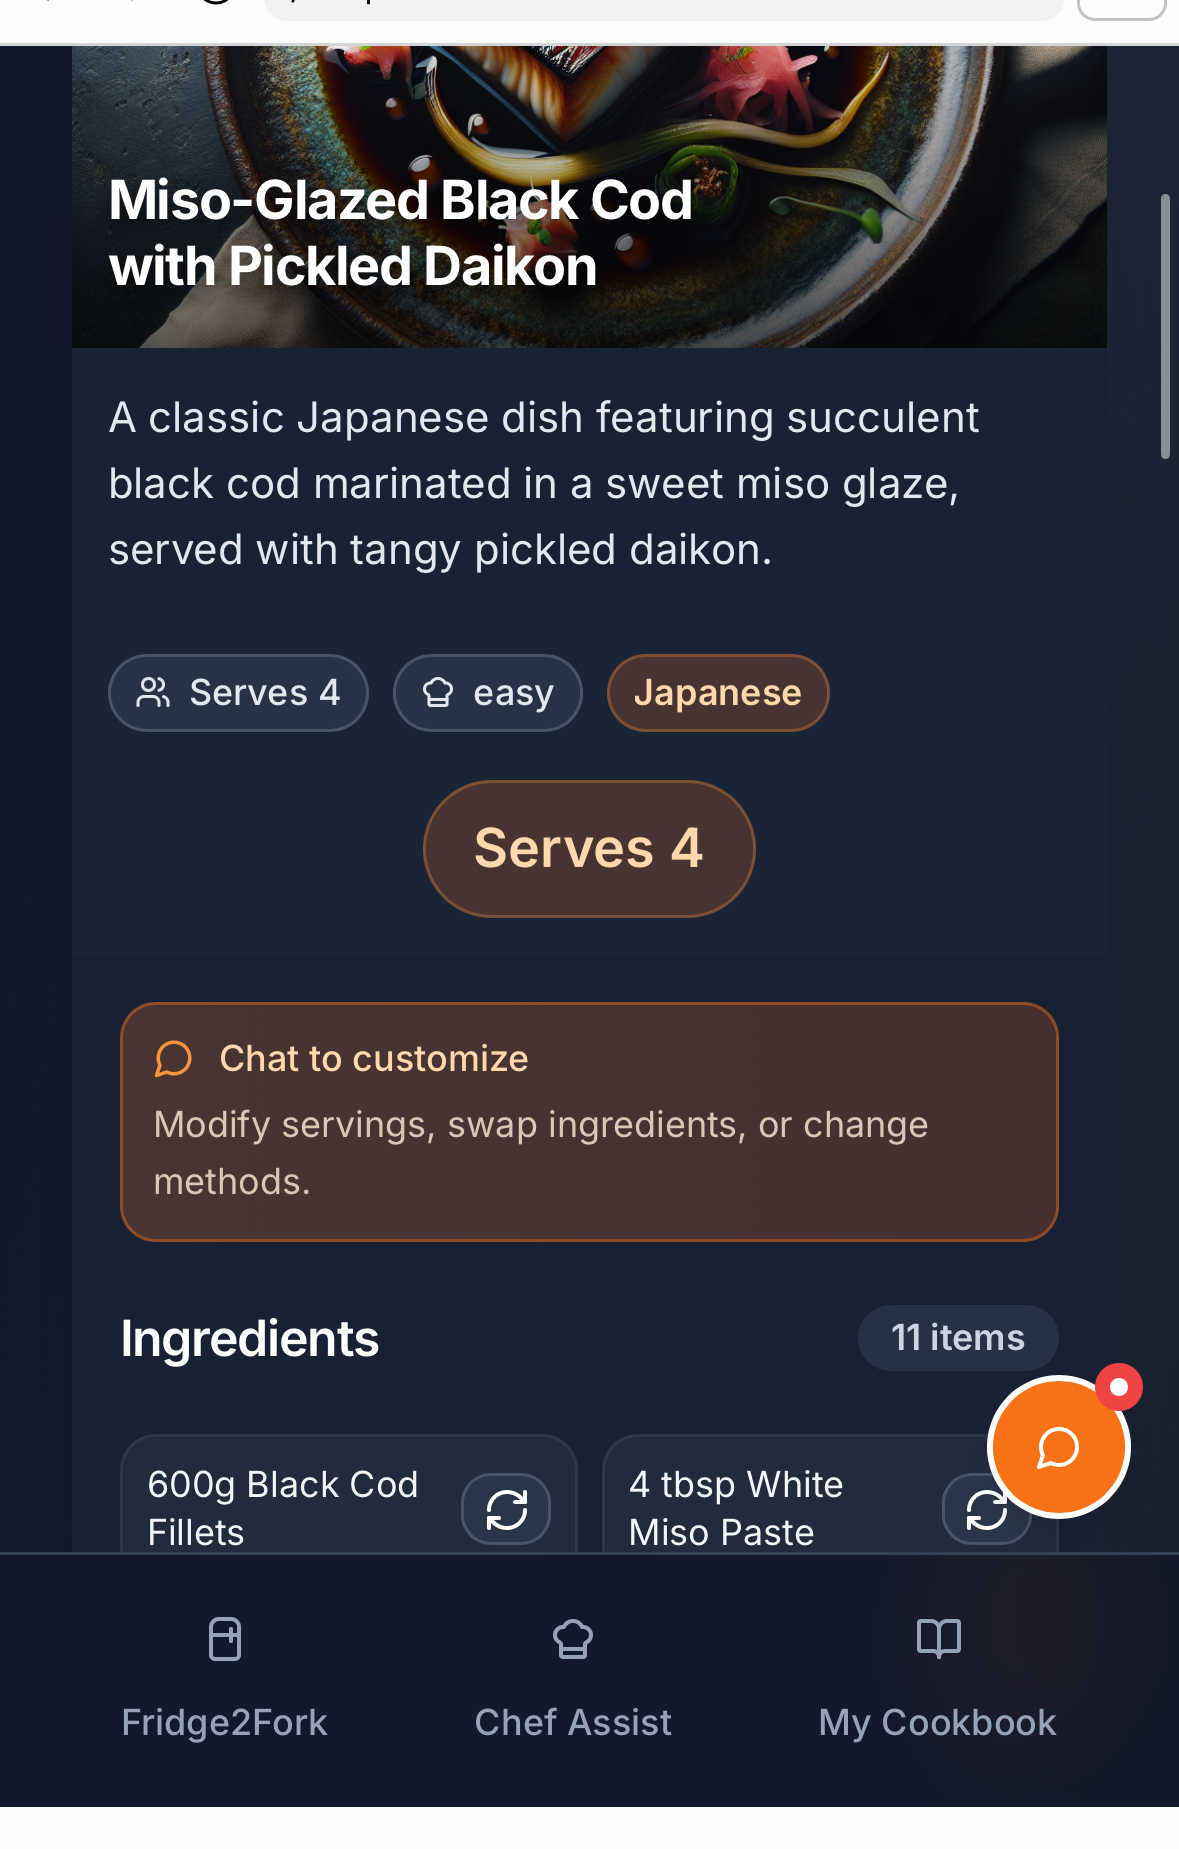 Miso-Glazed Black Cod
with Pickled Daikon
A classic Japanese dish featuring succulent
black cod marinated in a sweet miso glaze,
served with tangy pickled daikon.
Serves 4
easy
Japanese
Serves 4
Chat to customize
Modify servings, swap ingredients, or change
methods.
Ingredients
11 items
600g Black Cod
Fillets
4 tbsp White
Miso Paste
Fridge2Fork
Chef Assist
My Cookbook